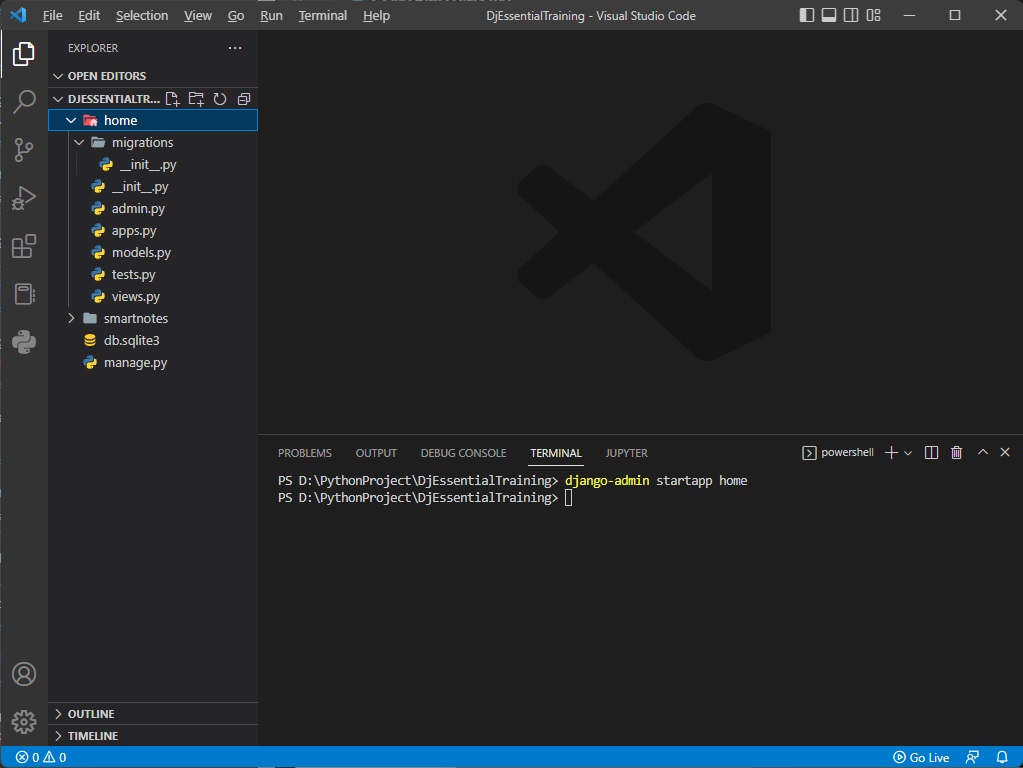 File Edit Selection View Go Run Terminal Help DjEssentialTraining - Visual Studio Code
EXPLORER
OPEN EDITORS
DJESSENTIALTR...
home
migrations
__init__.py
__init__.py
admin.py
apps.py
models.py
tests.py
views.py
smartnotes
db.sqlite3
manage.py
OUTLINE
TIMELINE
PROBLEMS OUTPUT DEBUG CONSOLE TERMINAL JUPYTER powershell
PS D:\PythonProject\DjEssentialTraining> django-admin startapp home
PS D:\PythonProject\DjEssentialTraining>
0 0 Go Live